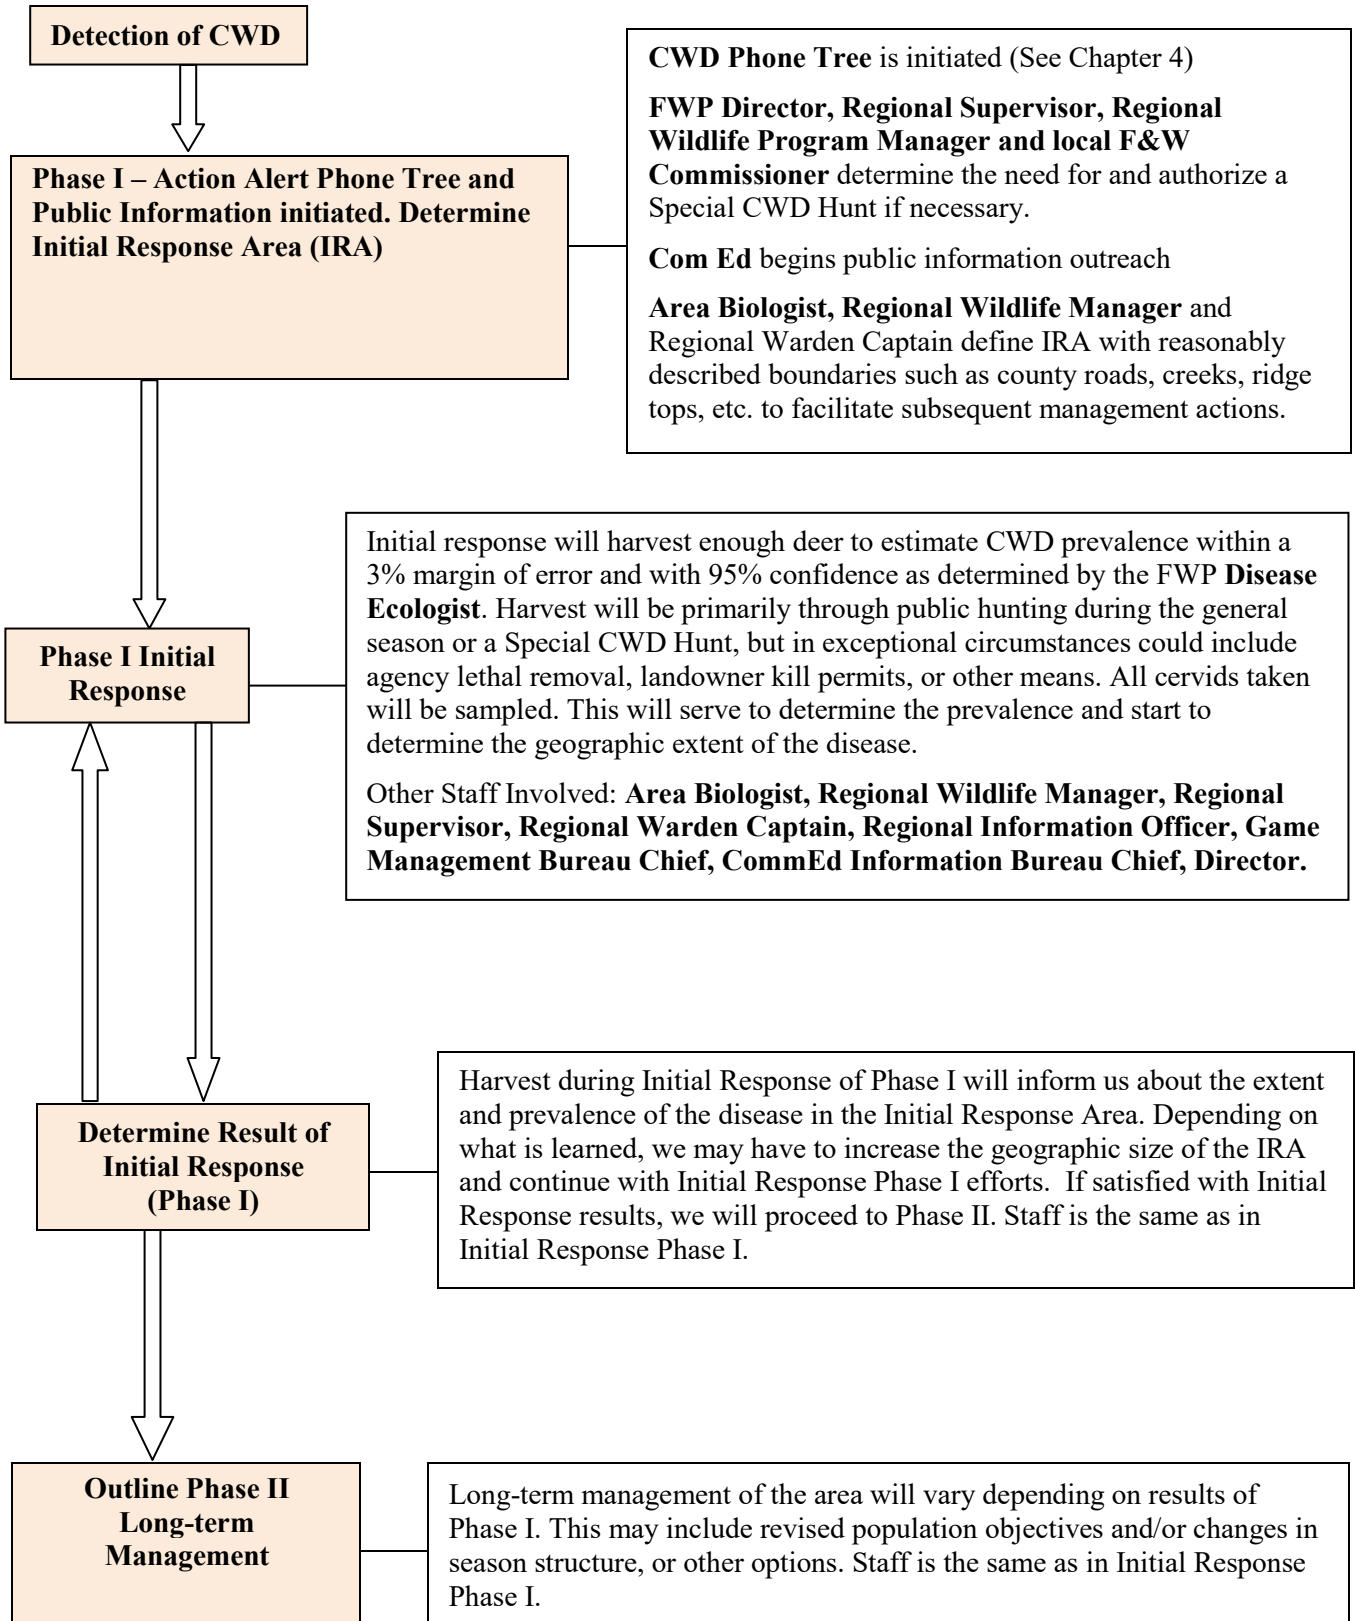 Detection of CWD
Phase I – Action Alert Phone Tree and
Public Information initiated. Determine
Initial Response Area (IRA)
CWD Phone Tree is initiated (See Chapter 4)
FWP Director, Regional Supervisor, Regional
Wildlife Program Manager and local F&W
Commissioner determine the need for and authorize a
Special CWD Hunt if necessary.
Com Ed begins public information outreach
Area Biologist, Regional Wildlife Manager and
Regional Warden Captain define IRA with reasonably
described boundaries such as county roads, creeks, ridge
tops, etc. to facilitate subsequent management actions.
Phase I Initial
Response
Initial response will harvest enough deer to estimate CWD prevalence within a
3% margin of error and with 95% confidence as determined by the FWP Disease
Ecologist. Harvest will be primarily through public hunting during the general
season or a Special CWD Hunt, but in exceptional circumstances could include
agency lethal removal, landowner kill permits, or other means. All cervids taken
will be sampled. This will serve to determine the prevalence and start to
determine the geographic extent of the disease.
Other Staff Involved: Area Biologist, Regional Wildlife Manager, Regional
Supervisor, Regional Warden Captain, Regional Information Officer, Game
Management Bureau Chief, CommEd Information Bureau Chief, Director.
Determine Result of
Initial Response
(Phase I)
Harvest during Initial Response of Phase I will inform us about the extent
and prevalence of the disease in the Initial Response Area. Depending on
what is learned, we may have to increase the geographic size of the IRA
and continue with Initial Response Phase I efforts.  If satisfied with Initial
Response results, we will proceed to Phase II. Staff is the same as in
Initial Response Phase I.
Outline Phase II
Long-term
Management
Long-term management of the area will vary depending on results of
Phase I. This may include revised population objectives and/or changes in
season structure, or other options. Staff is the same as in Initial Response
Phase I.